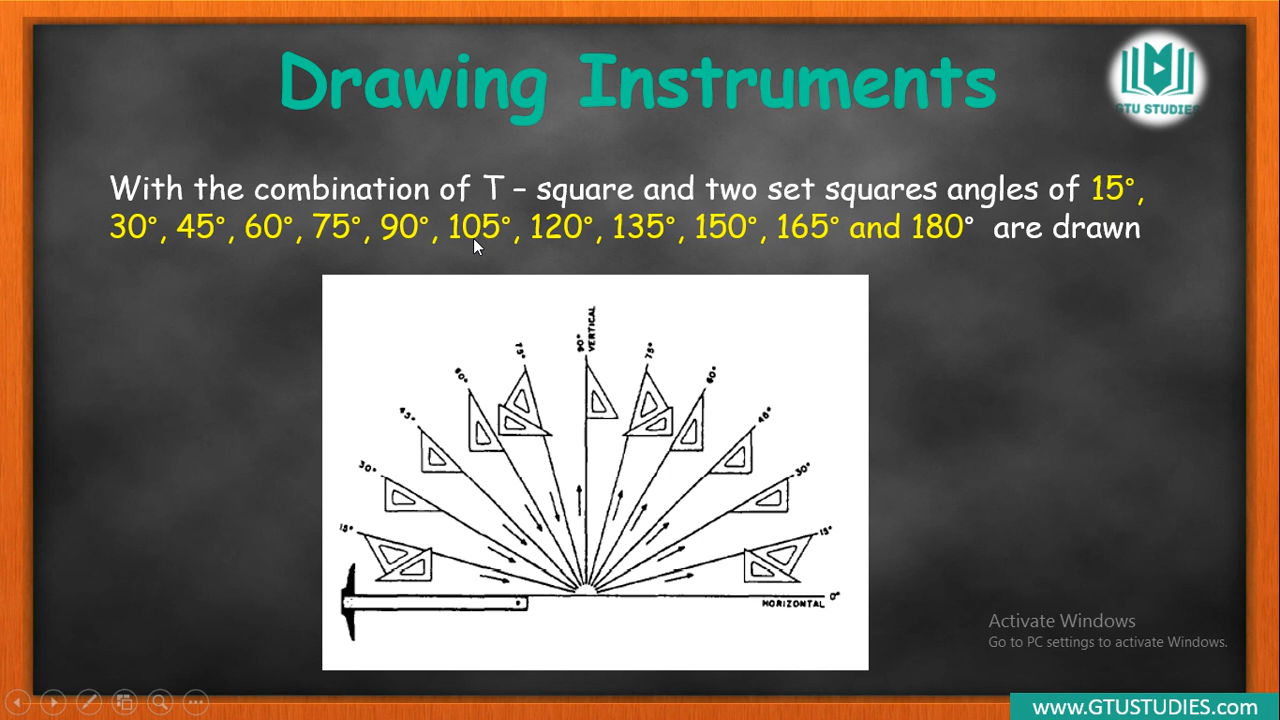 Drawing Instruments
GTU STUDIES
With the combination of T – square and two set squares angles of 15°,
30°, 45°, 60°, 75°, 90°, 105°, 120°, 135°, 150°, 165° and 180° are drawn
90°
VERTICAL
75°
75°
60°
60°
45°
45°
30°
30°
15°
15°
0°
HORIZONTAL
Activate Windows
Go to PC settings to activate Windows.
www.GTUSTUDIES.com